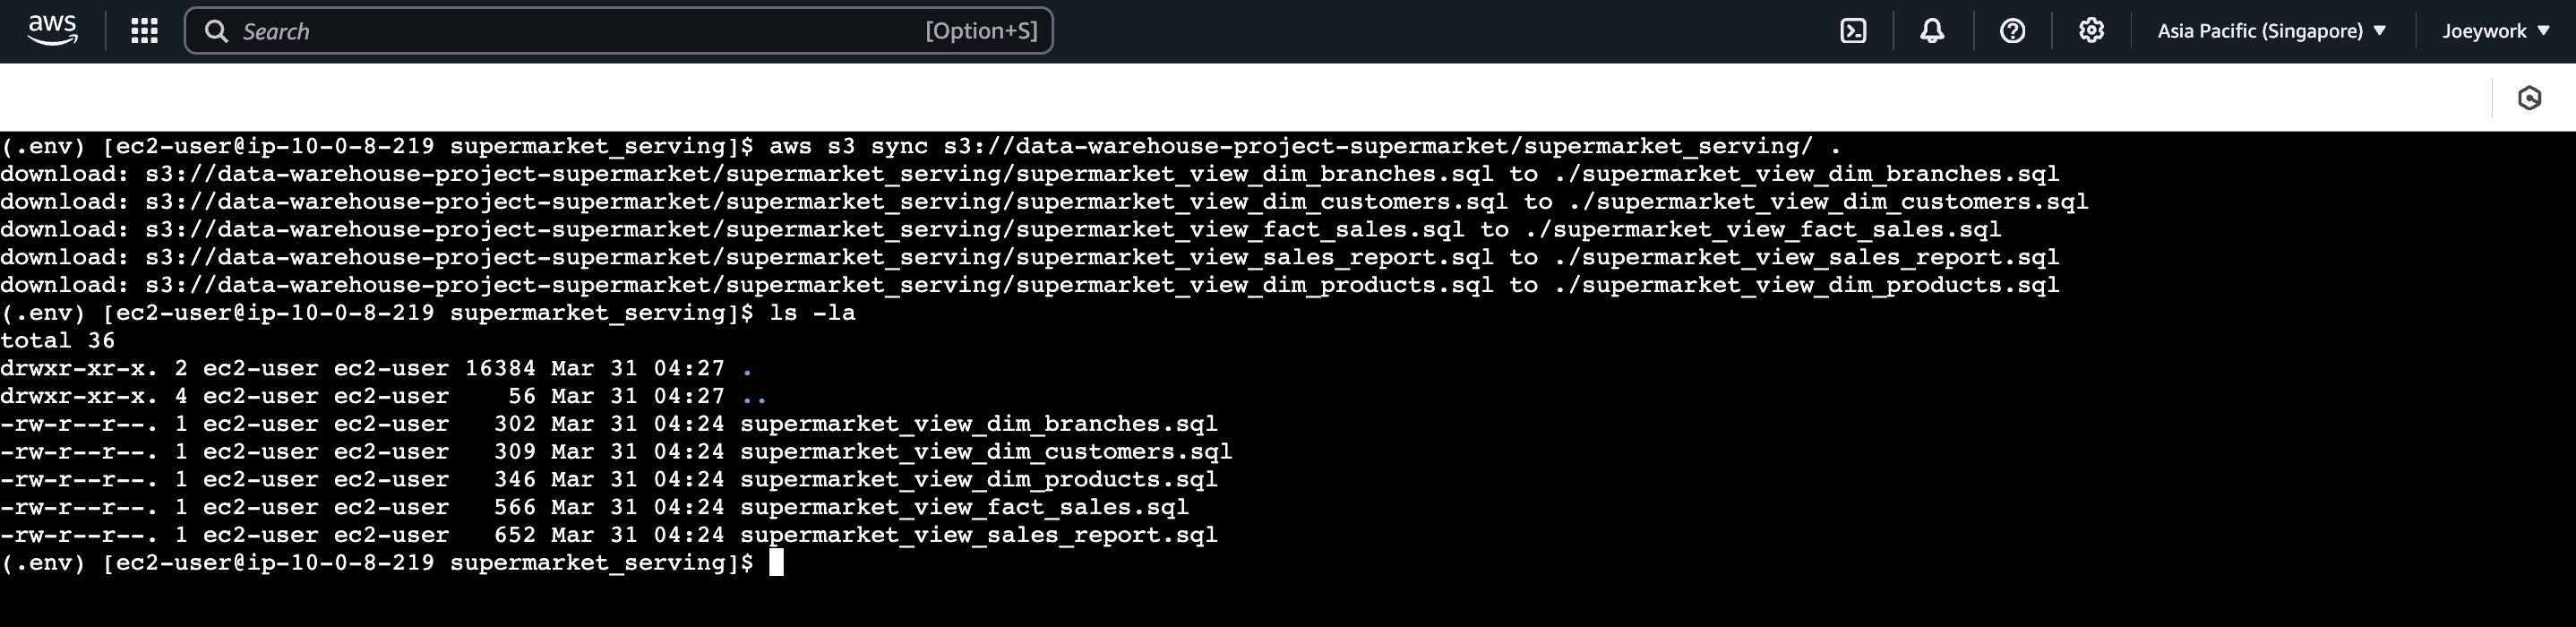 aws
Search [Option+S]
Asia Pacific (Singapore) ▼ Joeywork ▼
(.env) [ec2-user@ip-10-0-8-219 supermarket_serving]$ aws s3 sync s3://data-warehouse-project-supermarket/supermarket_serving/ .
download: s3://data-warehouse-project-supermarket/supermarket_serving/supermarket_view_dim_branches.sql to ./supermarket_view_dim_branches.sql
download: s3://data-warehouse-project-supermarket/supermarket_serving/supermarket_view_dim_customers.sql to ./supermarket_view_dim_customers.sql
download: s3://data-warehouse-project-supermarket/supermarket_serving/supermarket_view_fact_sales.sql to ./supermarket_view_fact_sales.sql
download: s3://data-warehouse-project-supermarket/supermarket_serving/supermarket_view_sales_report.sql to ./supermarket_view_sales_report.sql
download: s3://data-warehouse-project-supermarket/supermarket_serving/supermarket_view_dim_products.sql to ./supermarket_view_dim_products.sql
(.env) [ec2-user@ip-10-0-8-219 supermarket_serving]$ ls -la
total 36
drwxr-xr-x. 2 ec2-user ec2-user 16384 Mar 31 04:27 .
drwxr-xr-x. 4 ec2-user ec2-user    56 Mar 31 04:27 ..
-rw-r--r--. 1 ec2-user ec2-user   302 Mar 31 04:24 supermarket_view_dim_branches.sql
-rw-r--r--. 1 ec2-user ec2-user   309 Mar 31 04:24 supermarket_view_dim_customers.sql
-rw-r--r--. 1 ec2-user ec2-user   346 Mar 31 04:24 supermarket_view_dim_products.sql
-rw-r--r--. 1 ec2-user ec2-user   566 Mar 31 04:24 supermarket_view_fact_sales.sql
-rw-r--r--. 1 ec2-user ec2-user   652 Mar 31 04:24 supermarket_view_sales_report.sql
(.env) [ec2-user@ip-10-0-8-219 supermarket_serving]$